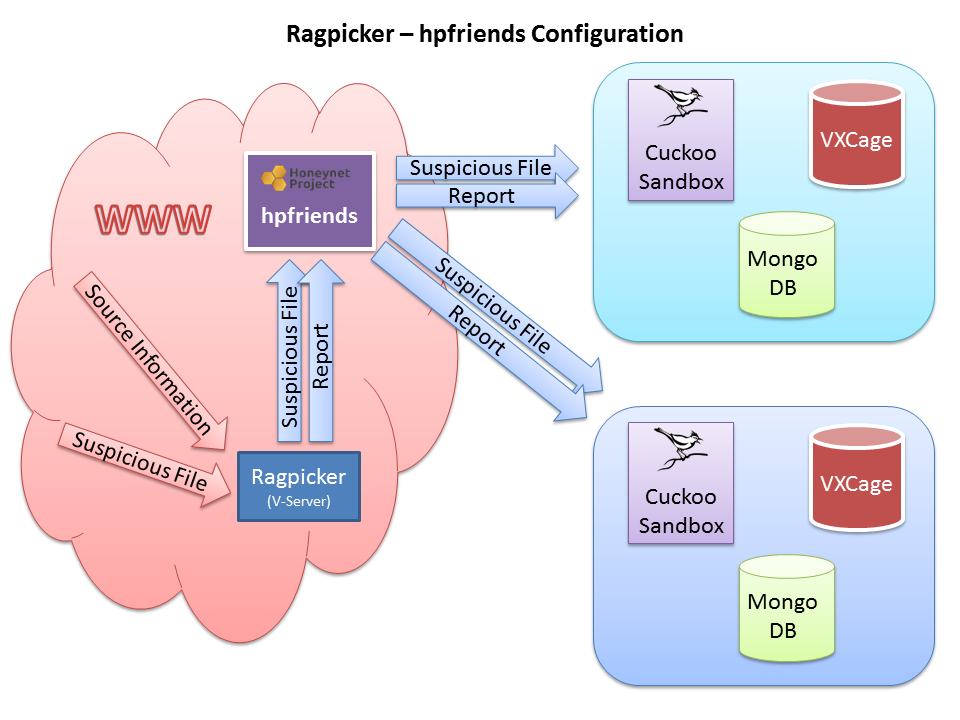 Ragpicker – hpfriends Configuration
WWW
Honeynet
Project
hpfriends
Source Information
Suspicious File
Suspicious File
Report
Ragpicker
(V-Server)
Suspicious File
Report
Suspicious File
Report
Cuckoo
Sandbox
VXCage
Mongo
DB
Cuckoo
Sandbox
VXCage
Mongo
DB